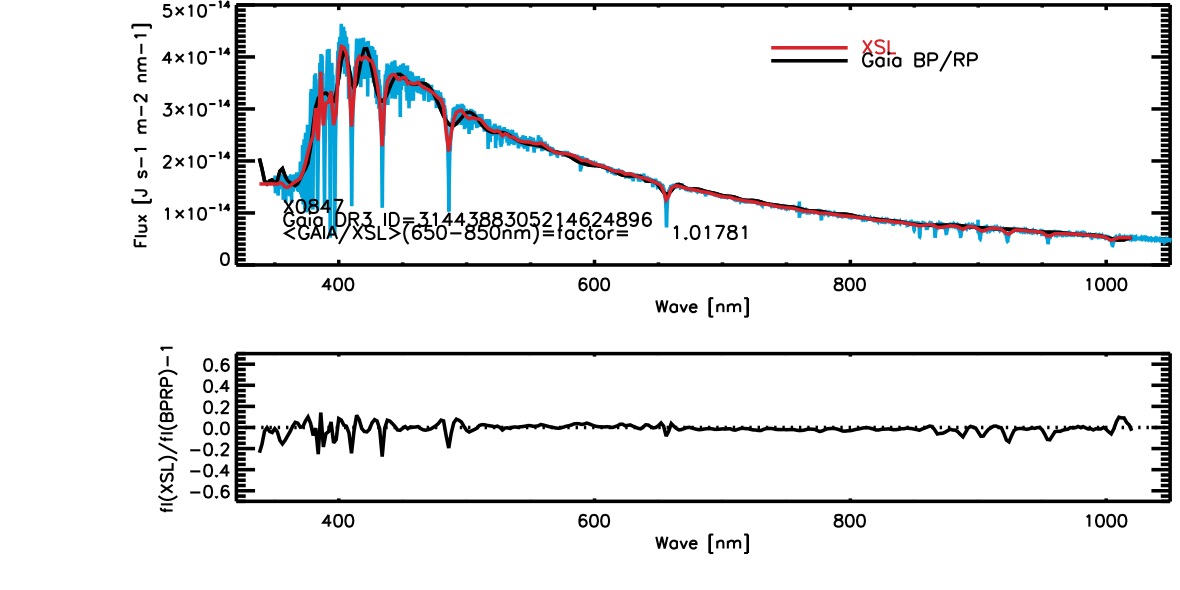 5×10⁻¹⁴
4×10⁻¹⁴
3×10⁻¹⁴
2×10⁻¹⁴
1×10⁻¹⁴
0
Flux [J s−1 m−2 nm−1]
XSL
Gaia BP/RP
X0847
Gaia DR3 ID=3144388305214624896
<GAIA/XSL>(650−850nm)=factor= 1.01781
400 600 800 1000
Wave [nm]
fl(XSL)/fl(BPRP)−1
0.6
0.4
0.2
0.0
−0.2
−0.4
−0.6
400 600 800 1000
Wave [nm]